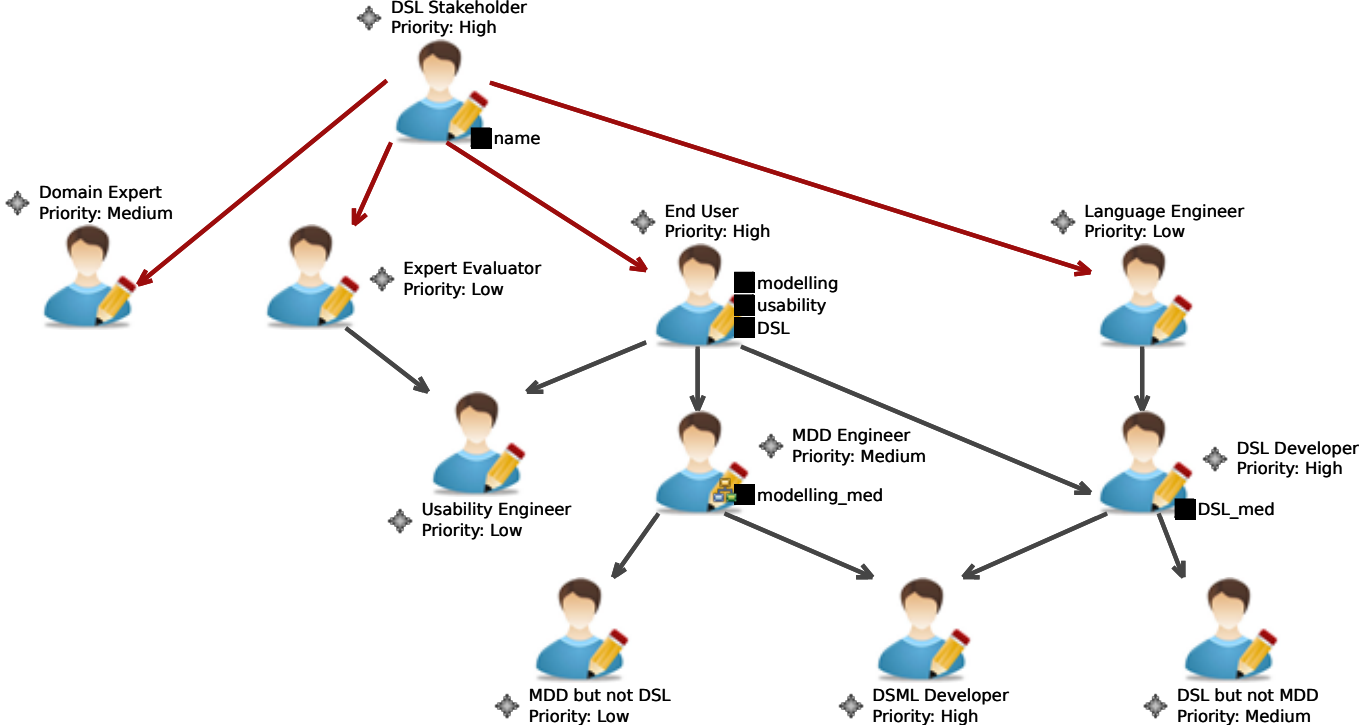 DSL Stakeholder
Priority: High
name
Domain Expert
Priority: Medium
End User
Priority: High
Language Engineer
Priority: Low
Expert Evaluator
Priority: Low
modelling
usability
DSL
MDD Engineer
Priority: Medium
DSL Developer
Priority: High
modelling_med
DSL_med
Usability Engineer
Priority: Low
MDD but not DSL
Priority: Low
DSML Developer
Priority: High
DSL but not MDD
Priority: Medium